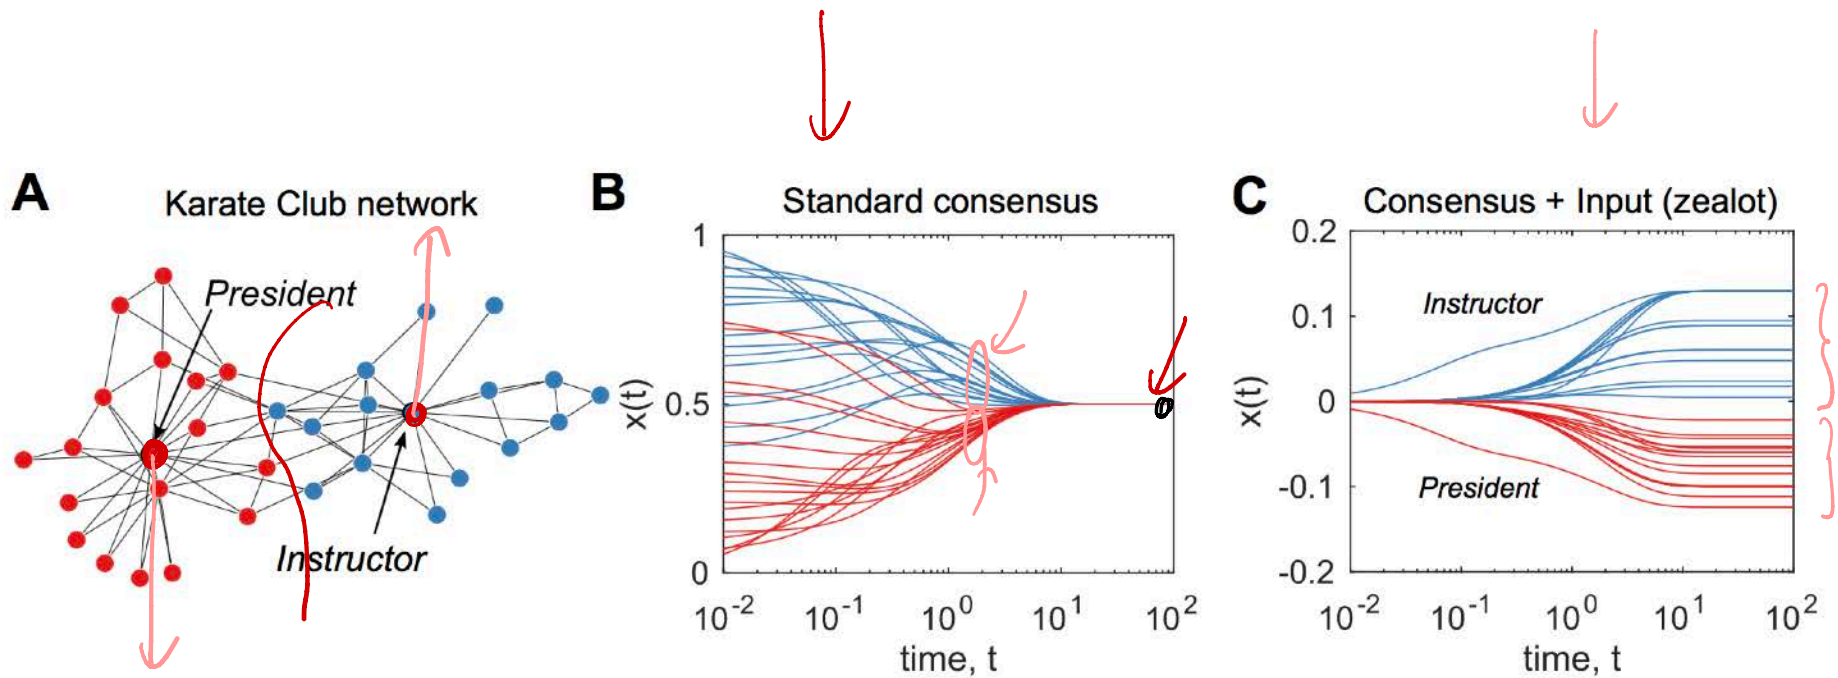 A
Karate Club network
President
Instructor
B
Standard consensus
1
0.5
0
x(t)
10^-2 10^-1 10^0 10^1 10^2
time, t
C
Consensus + Input (zealot)
0.2
0.1
0
-0.1
-0.2
x(t)
Instructor
President
10^-2 10^-1 10^0 10^1 10^2
time, t